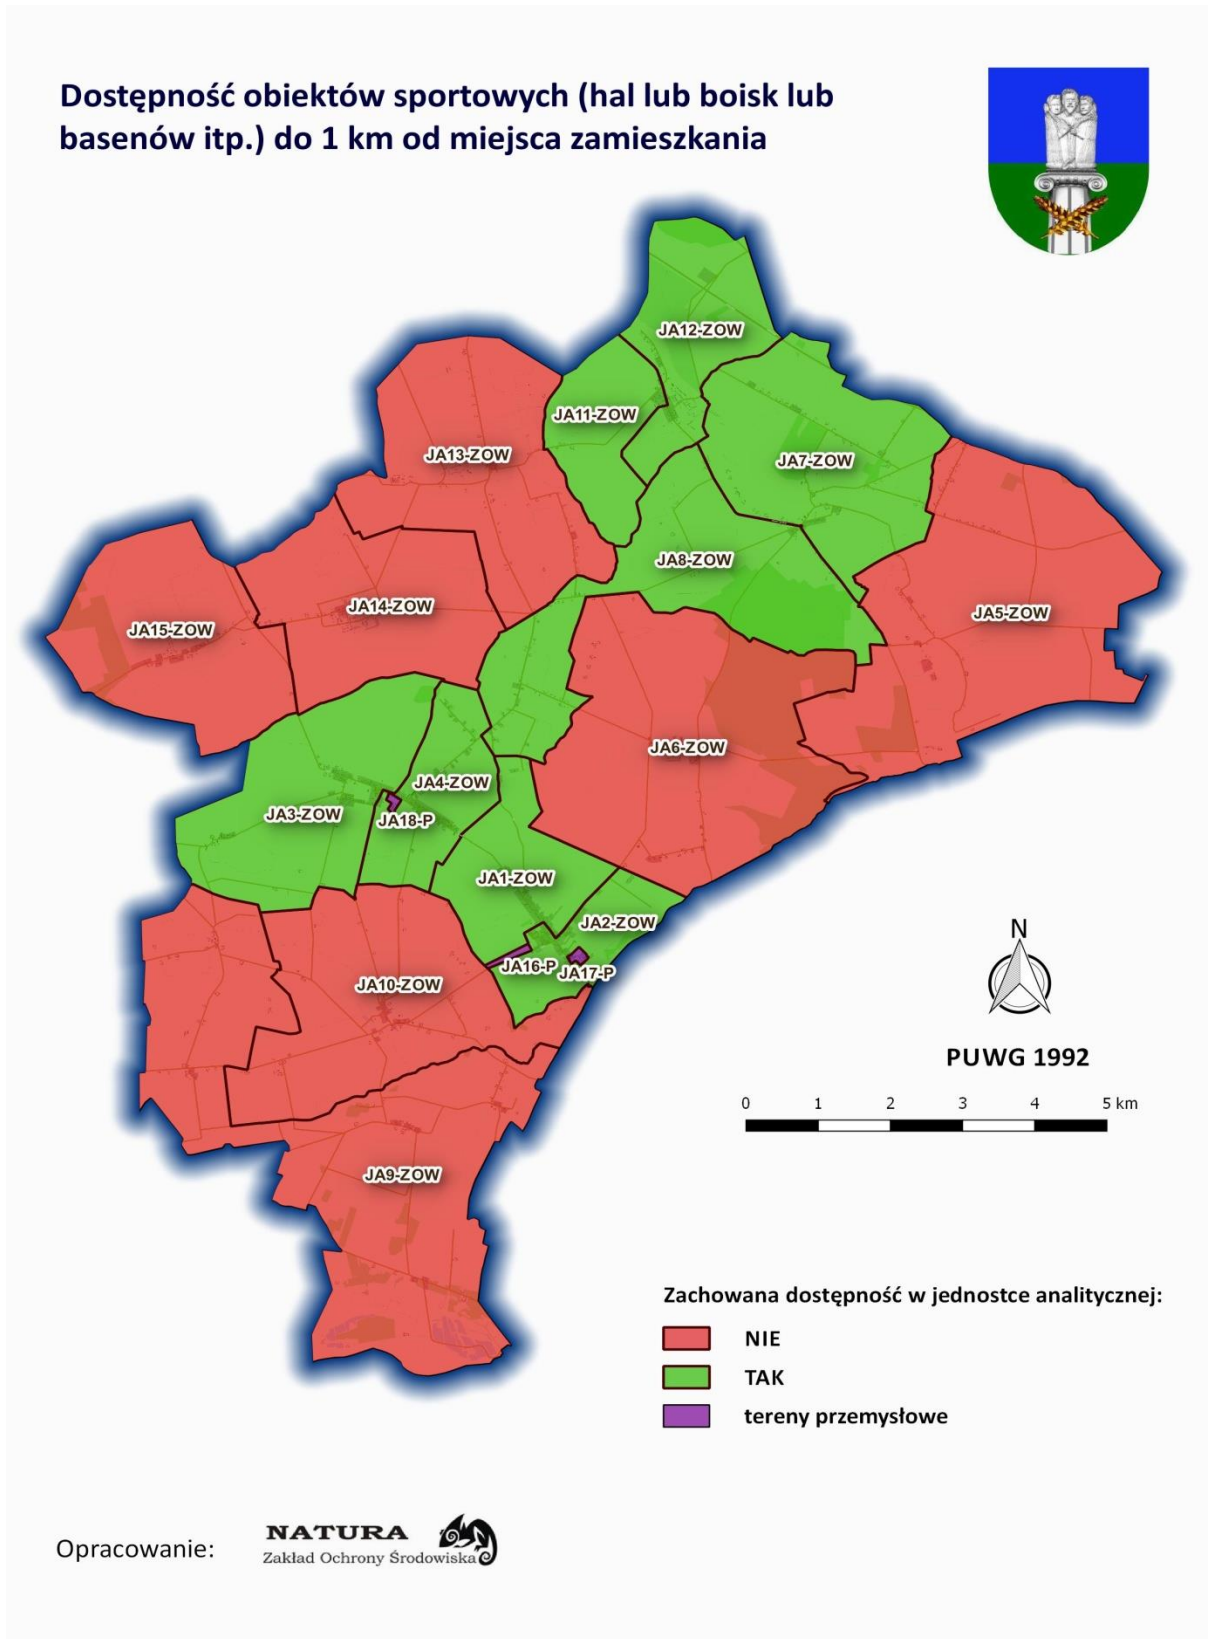 Dostępność obiektów sportowych (hal lub boisk lub
basenów itp.) do 1 km od miejsca zamieszkania
JA12-ZOW
JA11-ZOW
JA13-ZOW
JA7-ZOW
JA8-ZOW
JA14-ZOW
JA5-ZOW
JA15-ZOW
JA6-ZOW
JA4-ZOW
JA3-ZOW
JA18-P
JA1-ZOW
JA2-ZOW
JA16-P
JA17-P
JA10-ZOW
JA9-ZOW
N
PUWG 1992
0 1 2 3 4 5 km
Zachowana dostępność w jednostce analitycznej:
NIE
TAK
tereny przemysłowe
Opracowanie:
NATURA
Zakład Ochrony Środowiska